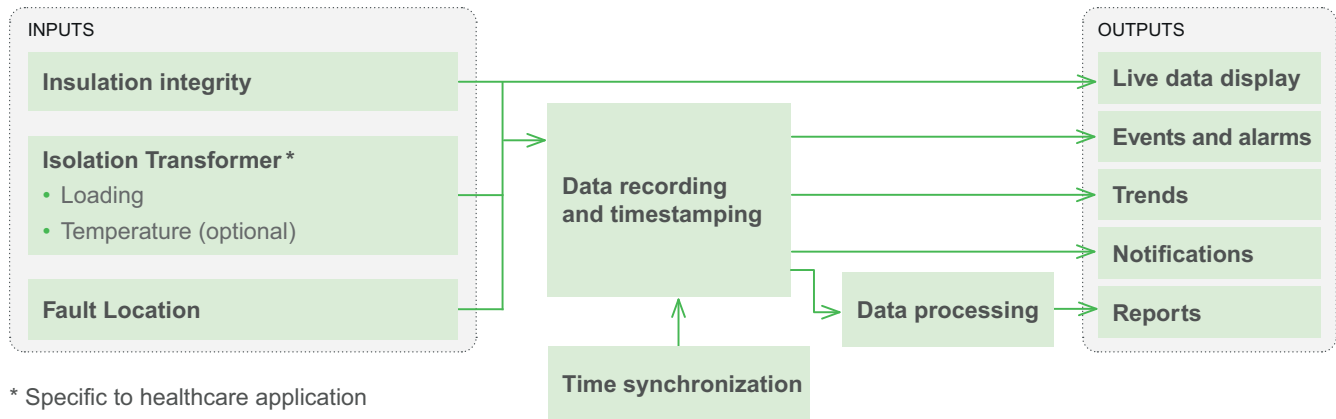 INPUTS
Insulation integrity
Isolation Transformer *
• Loading
• Temperature (optional)
Fault Location
Data recording
and timestamping
Time synchronization
Data processing
OUTPUTS
Live data display
Events and alarms
Trends
Notifications
Reports
* Specific to healthcare application